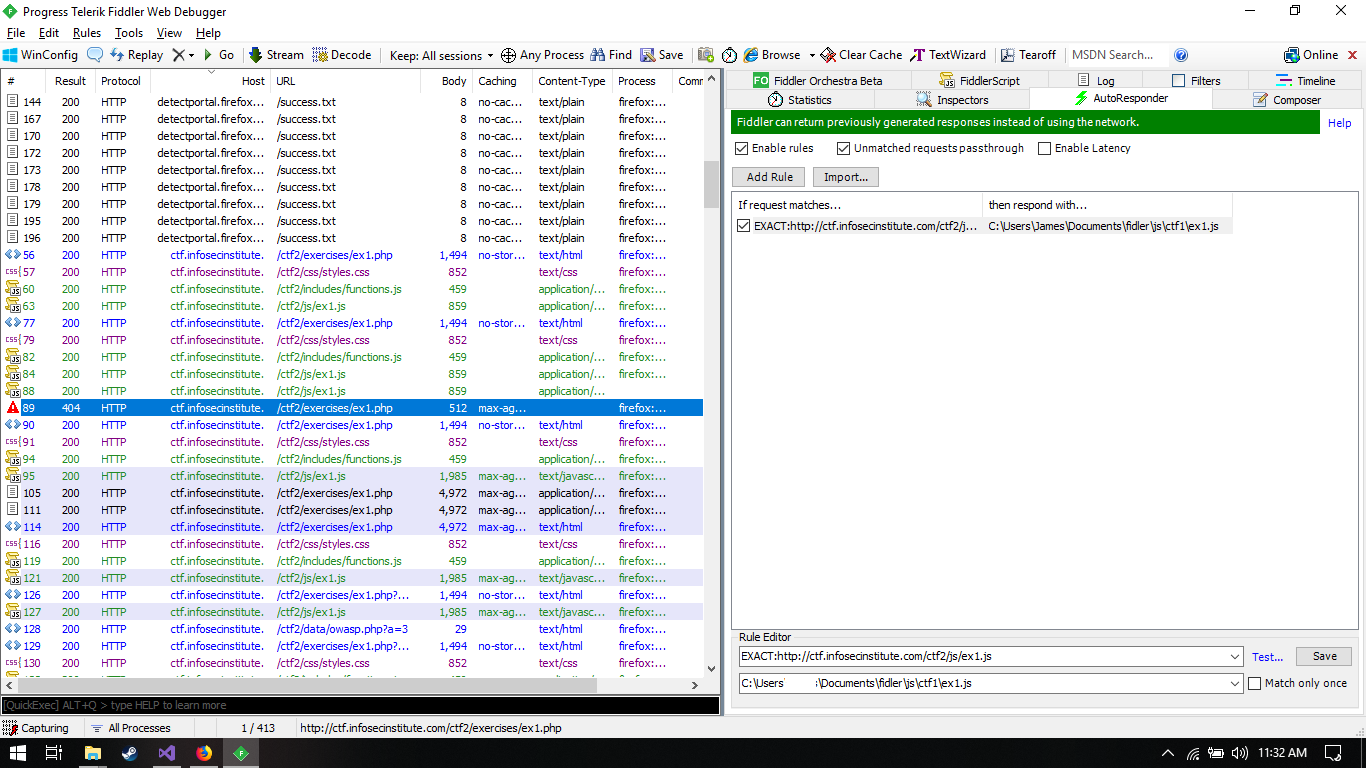 Progress Telerik Fiddler Web Debugger
File Edit Rules Tools View Help
WinConfig Replay Go Stream Decode Keep: All sessions Any Process Find Save Browse Clear Cache TextWizard Tearoff MSDN Search... Online
# Result Protocol Host URL Body Caching Content-Type Process Comm
144 200 HTTP detectportal.firefox... /success.txt 8 no-cac... text/plain firefox:...
167 200 HTTP detectportal.firefox... /success.txt 8 no-cac... text/plain firefox:...
170 200 HTTP detectportal.firefox... /success.txt 8 no-cac... text/plain firefox:...
172 200 HTTP detectportal.firefox... /success.txt 8 no-cac... text/plain firefox:...
173 200 HTTP detectportal.firefox... /success.txt 8 no-cac... text/plain firefox:...
178 200 HTTP detectportal.firefox... /success.txt 8 no-cac... text/plain firefox:...
179 200 HTTP detectportal.firefox... /success.txt 8 no-cac... text/plain firefox:...
195 200 HTTP detectportal.firefox... /success.txt 8 no-cac... text/plain firefox:...
196 200 HTTP detectportal.firefox... /success.txt 8 no-cac... text/plain firefox:...
56 200 HTTP ctf.infosecinstitute. /ctf2/exercises/ex1.php 1,494 no-stor... text/html firefox:...
57 200 HTTP ctf.infosecinstitute. /ctf2/css/styles.css 852 text/css firefox:...
60 200 HTTP ctf.infosecinstitute. /ctf2/includes/functions.js 459 application/... firefox:...
63 200 HTTP ctf.infosecinstitute. /ctf2/js/ex1.js 859 application/... firefox:...
77 200 HTTP ctf.infosecinstitute. /ctf2/exercises/ex1.php 1,494 no-stor... text/html firefox:...
79 200 HTTP ctf.infosecinstitute. /ctf2/css/styles.css 852 text/css firefox:...
82 200 HTTP ctf.infosecinstitute. /ctf2/includes/functions.js 459 application/... firefox:...
84 200 HTTP ctf.infosecinstitute. /ctf2/js/ex1.js 859 application/... firefox:...
88 200 HTTP ctf.infosecinstitute. /ctf2/js/ex1.js 859 application/...
89 404 HTTP ctf.infosecinstitute. /ctf2/exercises/ex1.php 512 max-ag... firefox:...
90 200 HTTP ctf.infosecinstitute. /ctf2/exercises/ex1.php 1,494 no-stor... text/html firefox:...
91 200 HTTP ctf.infosecinstitute. /ctf2/css/styles.css 852 text/css firefox:...
94 200 HTTP ctf.infosecinstitute. /ctf2/includes/functions.js 459 application/... firefox:...
95 200 HTTP ctf.infosecinstitute. /ctf2/js/ex1.js 1,985 max-ag... text/javasc... firefox:...
105 200 HTTP ctf.infosecinstitute. /ctf2/exercises/ex1.php 4,972 max-ag... application/... firefox:...
111 200 HTTP ctf.infosecinstitute. /ctf2/exercises/ex1.php 4,972 max-ag... application/... firefox:...
114 200 HTTP ctf.infosecinstitute. /ctf2/exercises/ex1.php 4,972 max-ag... text/html firefox:...
116 200 HTTP ctf.infosecinstitute. /ctf2/css/styles.css 852 text/css firefox:...
119 200 HTTP ctf.infosecinstitute. /ctf2/includes/functions.js 459 application/... firefox:...
121 200 HTTP ctf.infosecinstitute. /ctf2/js/ex1.js 1,985 max-ag... text/javasc... firefox:...
126 200 HTTP ctf.infosecinstitute. /ctf2/exercises/ex1.php?... 1,494 no-stor... text/html firefox:...
127 200 HTTP ctf.infosecinstitute. /ctf2/js/ex1.js 1,985 max-ag... text/javasc... firefox:...
128 200 HTTP ctf.infosecinstitute. /ctf2/data/owasp.php?a=3 29 text/html firefox:...
129 200 HTTP ctf.infosecinstitute. /ctf2/exercises/ex1.php?... 1,494 no-stor... text/html firefox:...
130 200 HTTP ctf.infosecinstitute. /ctf2/css/styles.css 852 text/css firefox:...
[QuickExec] ALT+Q > type HELP to learn more
Capturing All Processes 1 / 413 http://ctf.infosecinstitute.com/ctf2/exercises/ex1.php
FO Fiddler Orchestra Beta FiddlerScript Log Filters Timeline
Statistics Inspectors AutoResponder Composer
Fiddler can return previously generated responses instead of using the network. Help
Enable rules Unmatched requests passthrough Enable Latency
Add Rule Import...
If request matches... then respond with...
EXACT:http://ctf.infosecinstitute.com/ctf2/j... C:\Users\James\Documents\fidler\js\ctf1\ex1.js
Rule Editor
EXACT:http://ctf.infosecinstitute.com/ctf2/js/ex1.js Test... Save
C:\Users \Documents\fidler\js\ctf1\ex1.js Match only once
11:32 AM